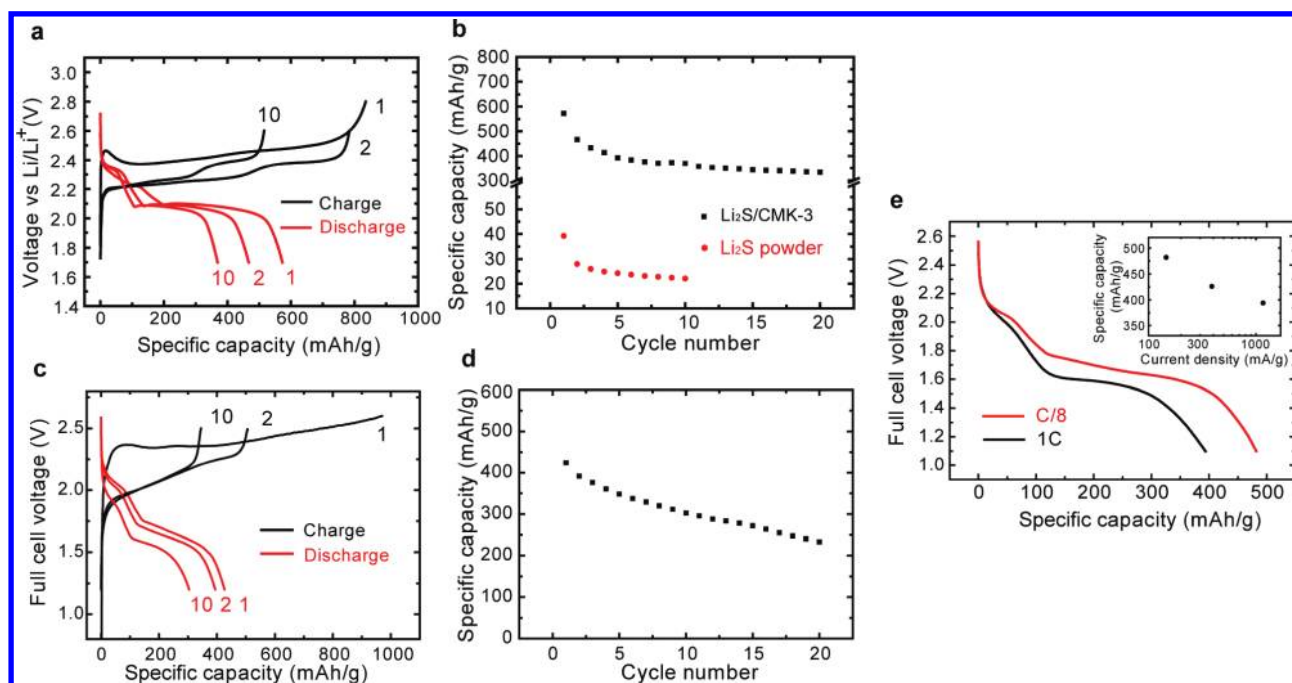 a
Voltage vs Li/Li+(V)
3.0
2.8
2.6
2.4
2.2
2.0
1.8
1.6
1.4
10
1
2
Charge
Discharge
10 2 1
0 200 400 600 800 1000
Specific capacity (mAh/g)
b
Specific capacity (mAh/g)
800
700
600
500
400
300
50
40
30
20
10
Li₂S/CMK-3
Li₂S powder
0 5 10 15 20
Cycle number
c
Full cell voltage (V)
2.5
2.0
1.5
1.0
10 2
1
Charge
Discharge
10 2 1
0 200 400 600 800 1000
Specific capacity (mAh/g)
d
Specific capacity (mAh/g)
600
500
400
300
200
100
0
0 5 10 15 20
Cycle number
e
Full cell voltage (V)
2.6
2.4
2.2
2.0
1.8
1.6
1.4
1.2
1.0
C/8
1C
0 100 200 300 400 500
Specific capacity (mAh/g)
Specific capacity
(mAh/g)
500
450
400
350
100 400 1000
Current density (mA/g)